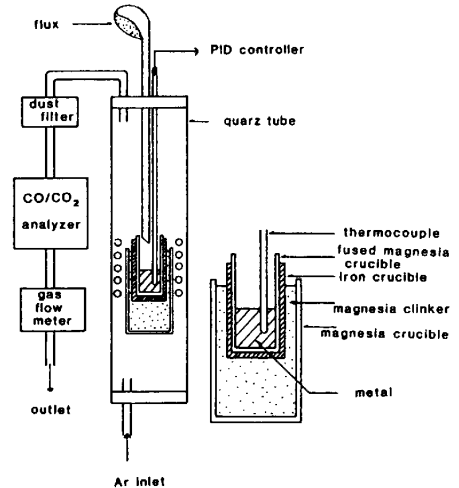 flux
PID controller
dust
filter
quarz tube
CO/CO₂
analyzer
gas
flow
meter
outlet
Ar inlet
thermocouple
fused magnesia
crucible
iron crucible
magnesia clinker
magnesia crucible
metal